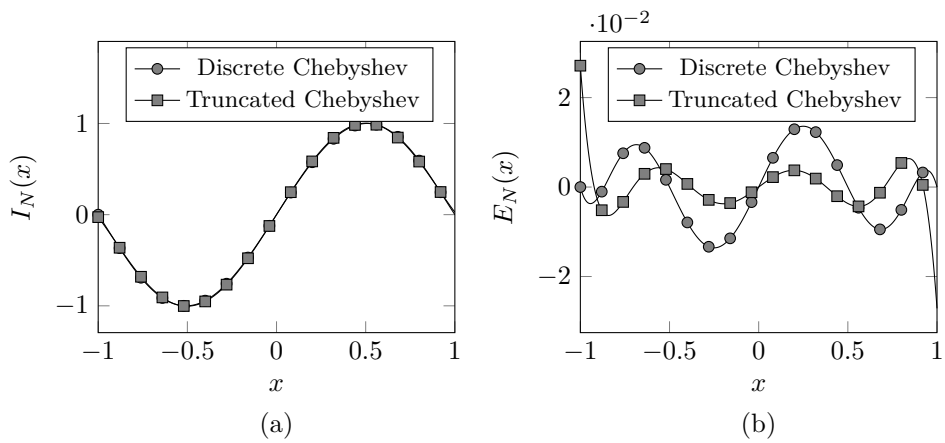 ·10⁻²
Discrete Chebyshev
Truncated Chebyshev
1
0
−1
I_N(x)
−1
−0.5
0
0.5
1
x
(a)
Discrete Chebyshev
Truncated Chebyshev
2
0
−2
E_N(x)
−1
−0.5
0
0.5
1
x
(b)